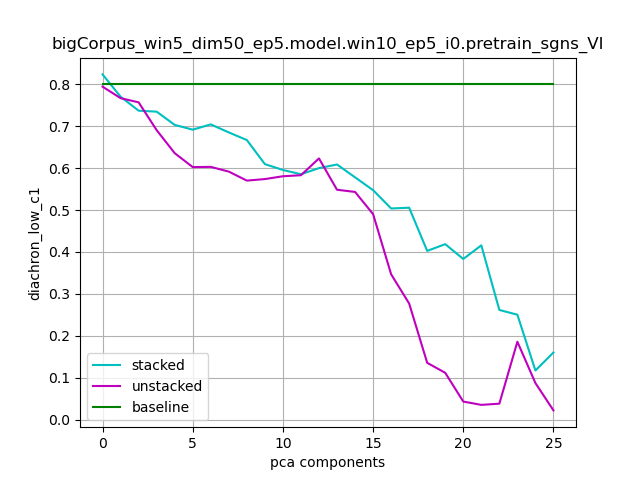 bigCorpus_win5_dim50_ep5.model.win10_ep5_i0.pretrain_sgns_VI
0.8
0.7
0.6
0.5
0.4
0.3
0.2
0.1
0.0
diachron_low_c1
stacked
unstacked
baseline
0 5 10 15 20 25
pca components